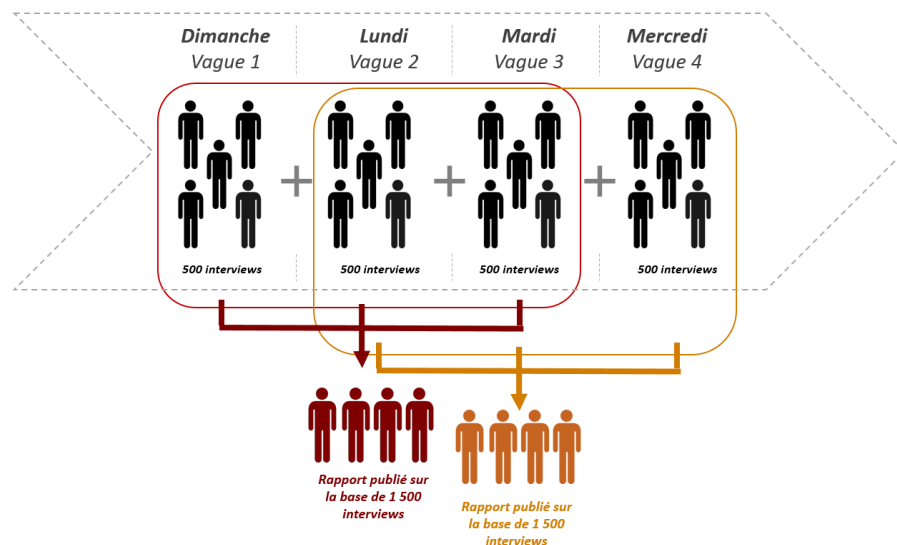 Dimanche
Vague 1
Lundi
Vague 2
Mardi
Vague 3
Mercredi
Vague 4
500 interviews
500 interviews
500 interviews
500 interviews
Rapport publié sur
la base de 1 500
interviews
Rapport publié sur
la base de 1 500
interviews